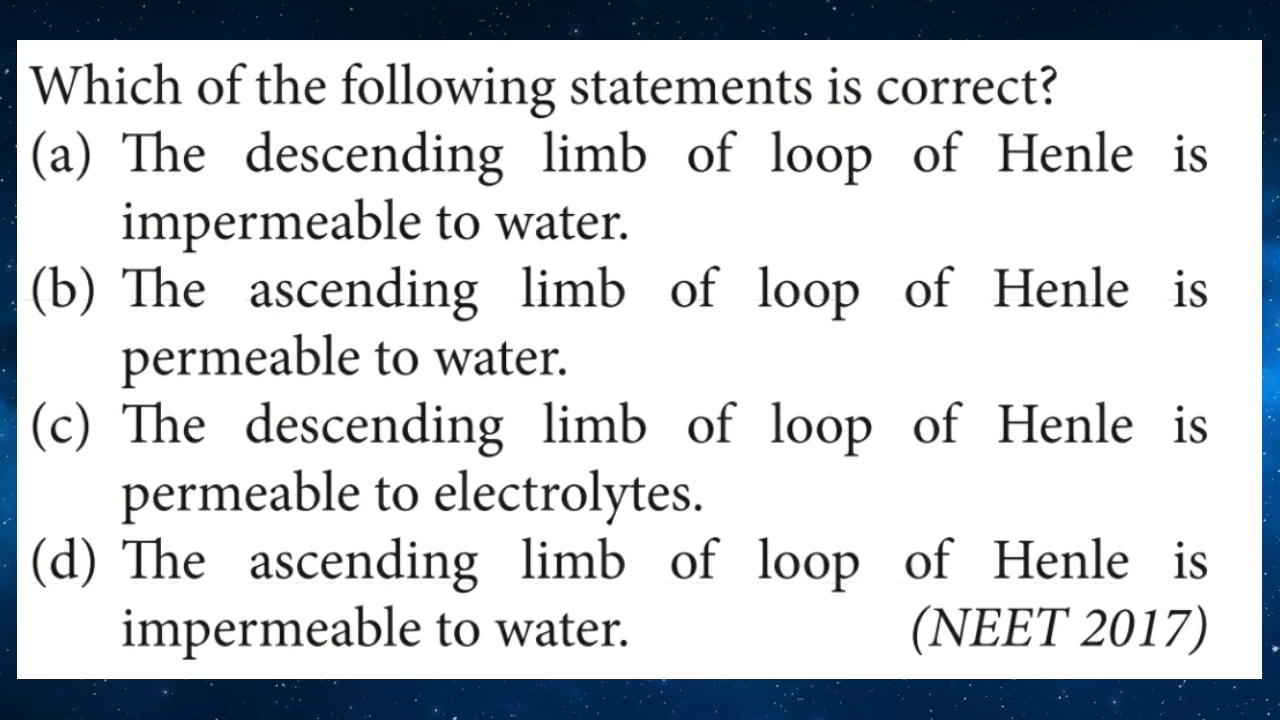 Which of the following statements is correct?
(a) The descending limb of loop of Henle is
impermeable to water.
(b) The ascending limb of loop of Henle is
permeable to water.
(c) The descending limb of loop of Henle is
permeable to electrolytes.
(d) The ascending limb of loop of Henle is
impermeable to water. (NEET 2017)